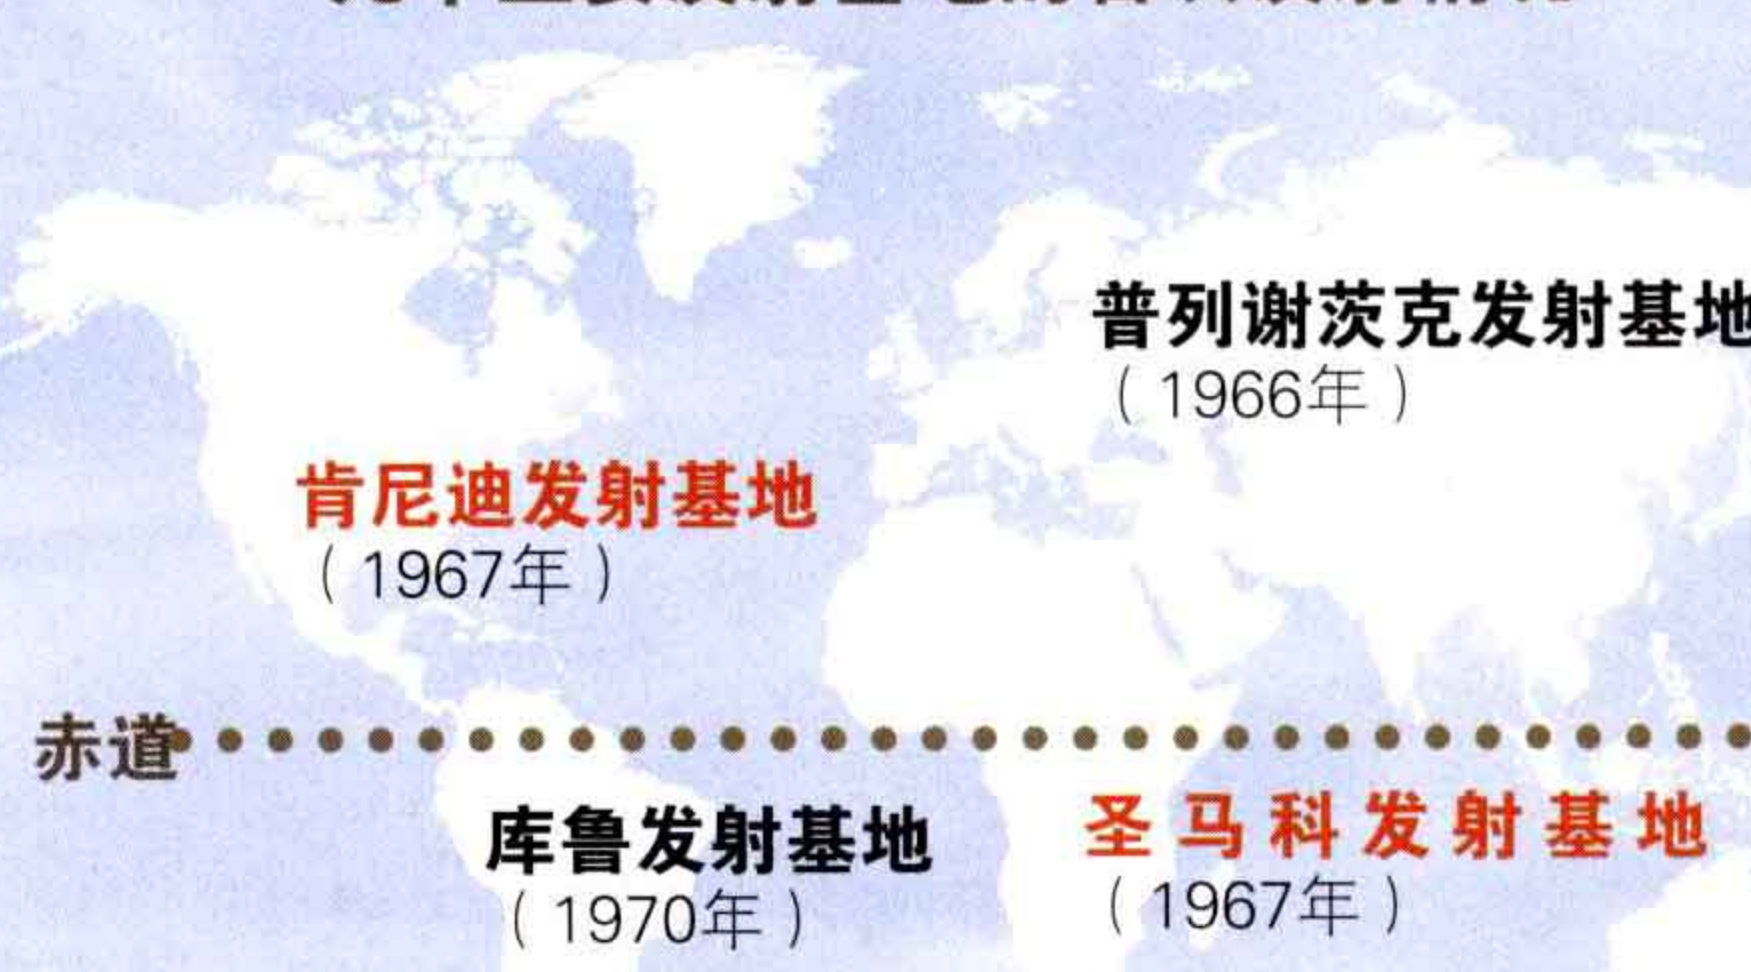 普列谢茨克发射基地
（1966年）
肯尼迪发射基地
（1967年）
赤道
库鲁发射基地
（1970年）
圣马科发射基地
（1967年）